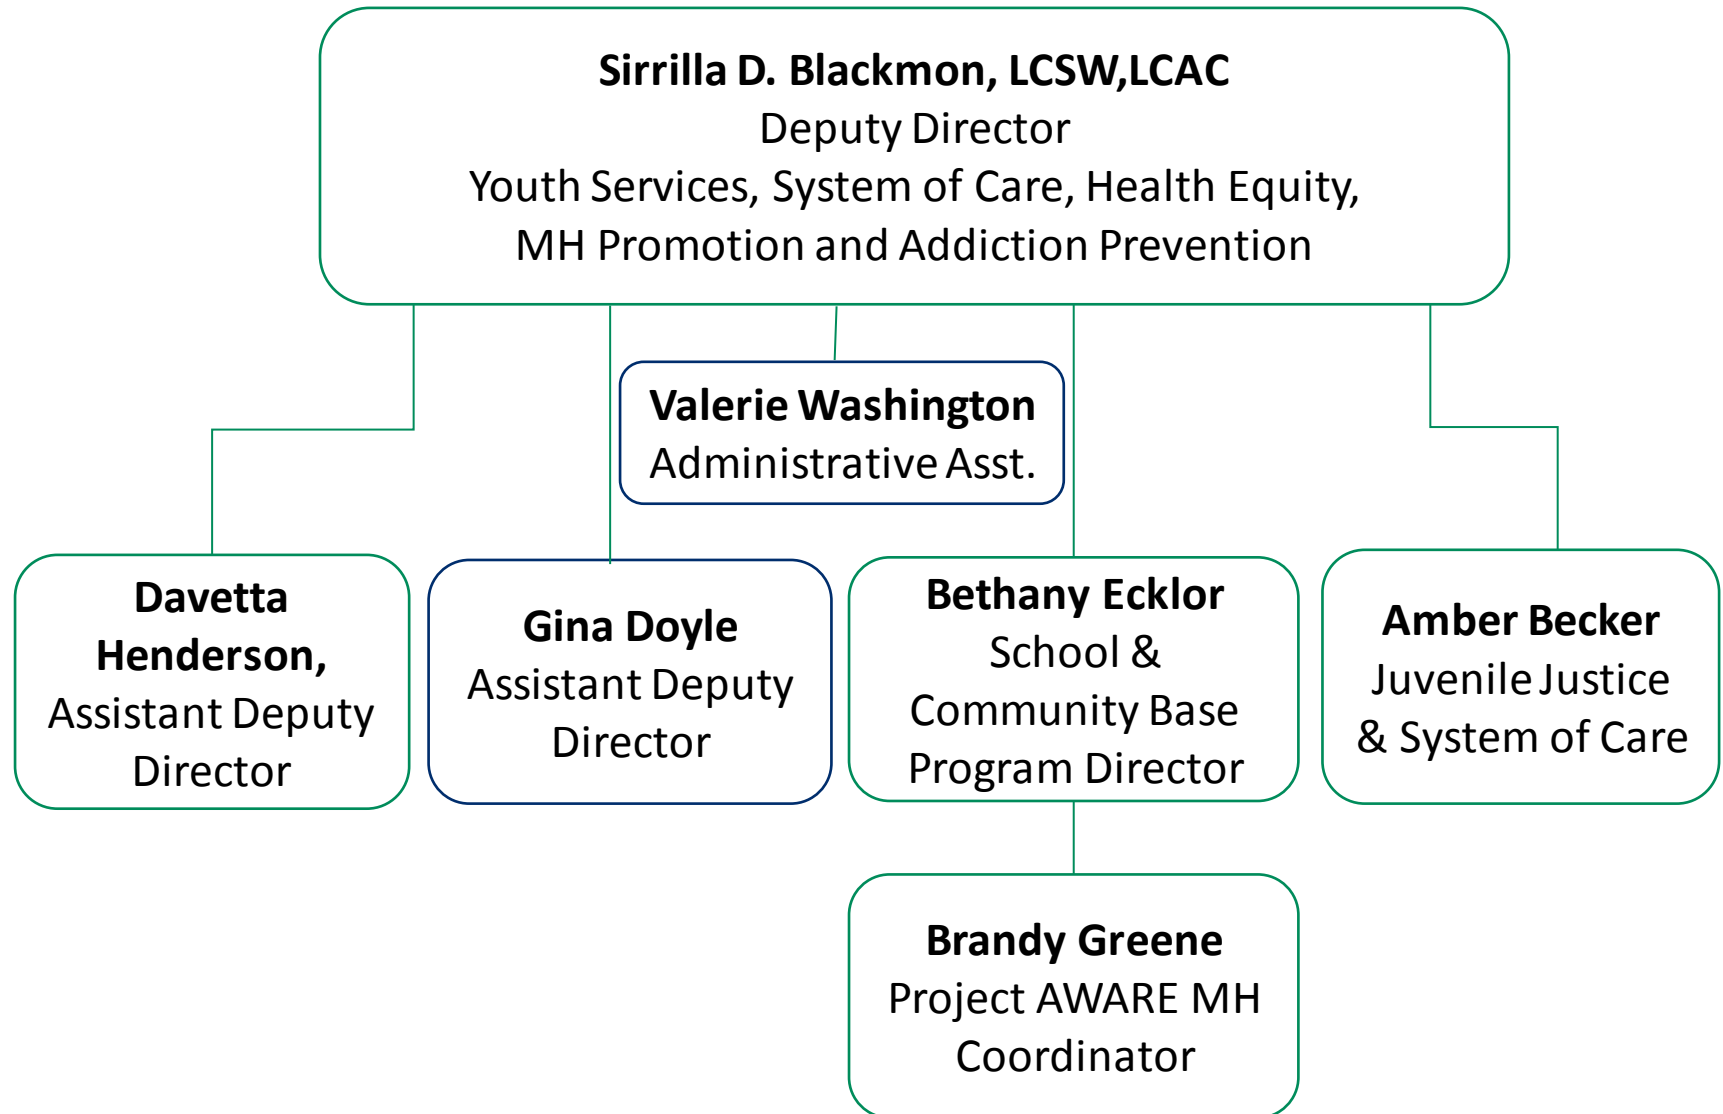 Sirrilla D. Blackmon, LCSW,LCAC
Deputy Director
Youth Services, System of Care, Health Equity,
MH Promotion and Addiction Prevention
Valerie Washington
Administrative Asst.
Davetta
Henderson,
Assistant Deputy
Director
Gina Doyle
Assistant Deputy
Director
Bethany Ecklor
School &
Community Base
Program Director
Amber Becker
Juvenile Justice
& System of Care
Brandy Greene
Project AWARE MH
Coordinator